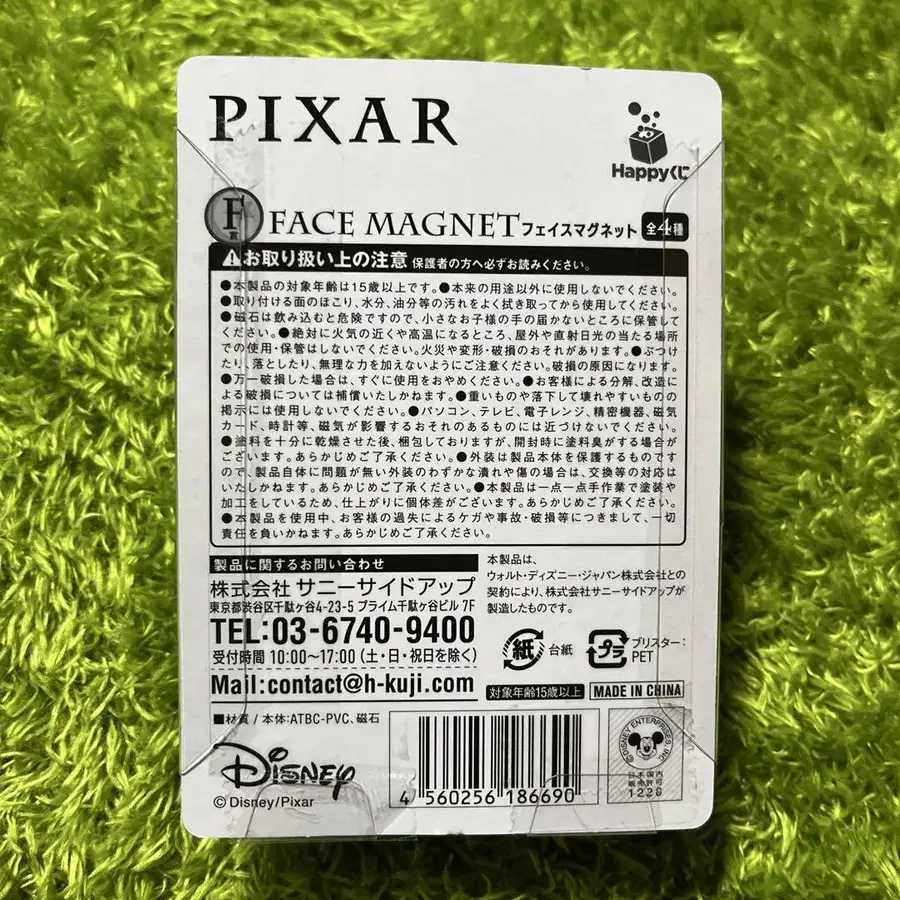 PIXAR
Happyくじ
F賞 FACE MAGNET フェイスマグネット 全4種
お取り扱い上の注意 保護者の方へ必ずお読みください。
●本製品の対象年齢は15歳以上です。●本来の用途以外に使用しないでください。
●取り付ける面のほこり、水分、油分等の汚れをよく拭き取ってから使用してください。
●磁石は飲み込むと危険ですので、小さなお子様の手の届かないところに保管して
ください。●絶対に火気の近くや高温になるところ、屋外や直射日光の当たる場所
での使用・保管はしないでください。火災や変形・破損のおそれがあります。●ぶつけ
たり、落としたり、無理な力を加えないようにご注意ください。破損の原因になります。
●万一破損した場合は、すぐに使用をおやめください。●お客様による分解、改造に
よる破損については補償いたしかねます。●重いものや落下して壊れやすいものの
掲示には使用しないでください。●パソコン、テレビ、電子レンジ、精密機器、磁気
カード、時計等、磁気が影響するおそれのあるものには近づけないでください。
●塗料を十分に乾燥させた後、梱包しておりますが、開封時に塗料臭がする場合が
ございます。あらかじめご了承ください。●外装は製品本体を保護するものです
ので、製品自体に問題が無い外装のわずかな潰れや傷の場合は、交換等の対応は
いたしかねます。あらかじめご了承ください。●本製品は一点一点手作業で塗装や
加工をしているため、仕上がりに個体差がございます。あらかじめご了承ください。
●本製品を使用中、お客様の過失によるケガや事故・破損等につきまして、一切
責任を負いかねます。あらかじめご了承ください。
製品に関するお問い合わせ
株式会社 サニーサイドアップ
東京都渋谷区千駄ヶ谷4-23-5 プライム千駄ヶ谷ビル 7F
TEL:03-6740-9400
受付時間 10:00〜17:00 (土・日・祝日を除く)
Mail:contact@h-kuji.com
本製品は、
ウォルト・ディズニー・ジャパン株式会社との
契約により、株式会社サニーサイドアップが
製造したものです。
紙 台紙
プラ ブリスター:
PET
対象年齢15歳以上 MADE IN CHINA
■材質 / 本体:ATBC-PVC、磁石
Disney
©Disney/Pixar
4 560256 186690
©DISNEY ENTERPRISES, INC.
日本国内
販売許可
1228